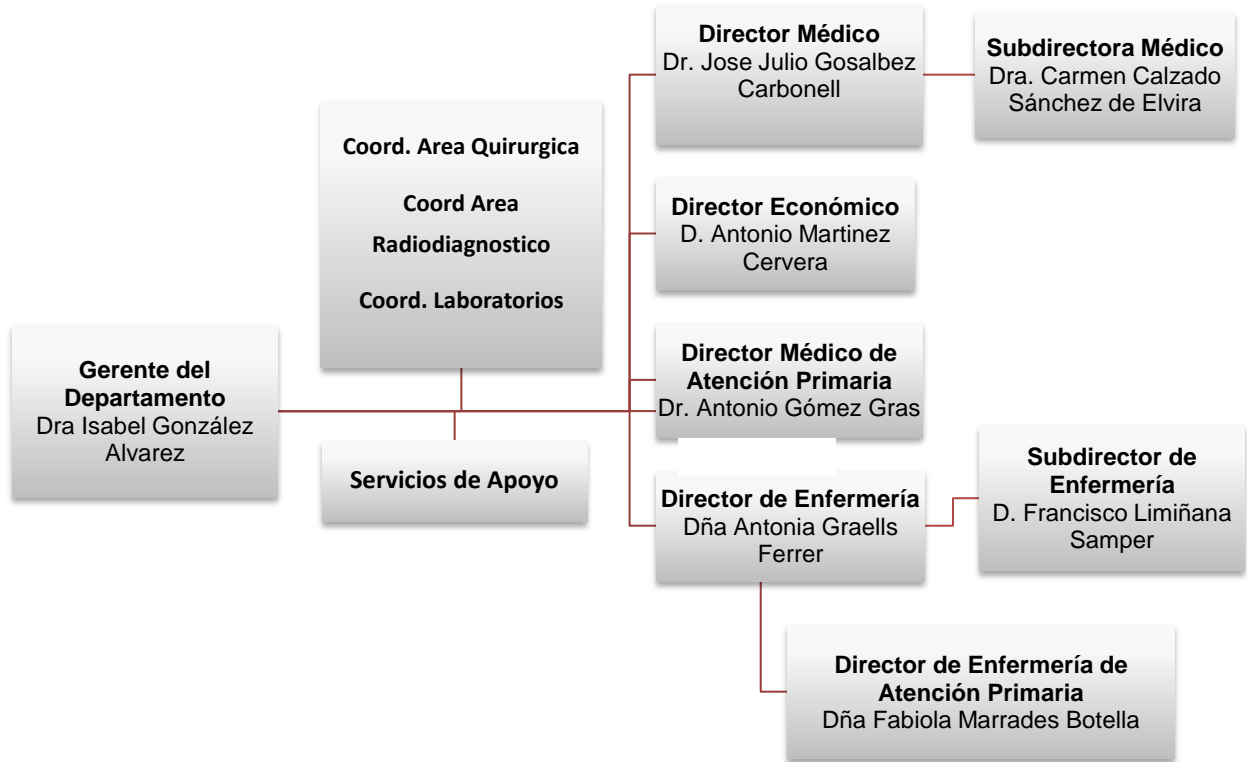 Director Médico
Dr. Jose Julio Gosalbez
Carbonell
Subdirectora Médico
Dra. Carmen Calzado
Sánchez de Elvira
Coord. Area Quirurgica
Coord Area
Radiodiagnostico
Coord. Laboratorios
Director Económico
D. Antonio Martinez
Cervera
Gerente del
Departamento
Dra Isabel González
Alvarez
Director Médico de
Atención Primaria
Dr. Antonio Gómez Gras
Servicios de Apoyo
Director de Enfermería
Dña Antonia Graells
Ferrer
Subdirector de
Enfermería
D. Francisco Limiñana
Samper
Director de Enfermería de
Atención Primaria
Dña Fabiola Marrades Botella